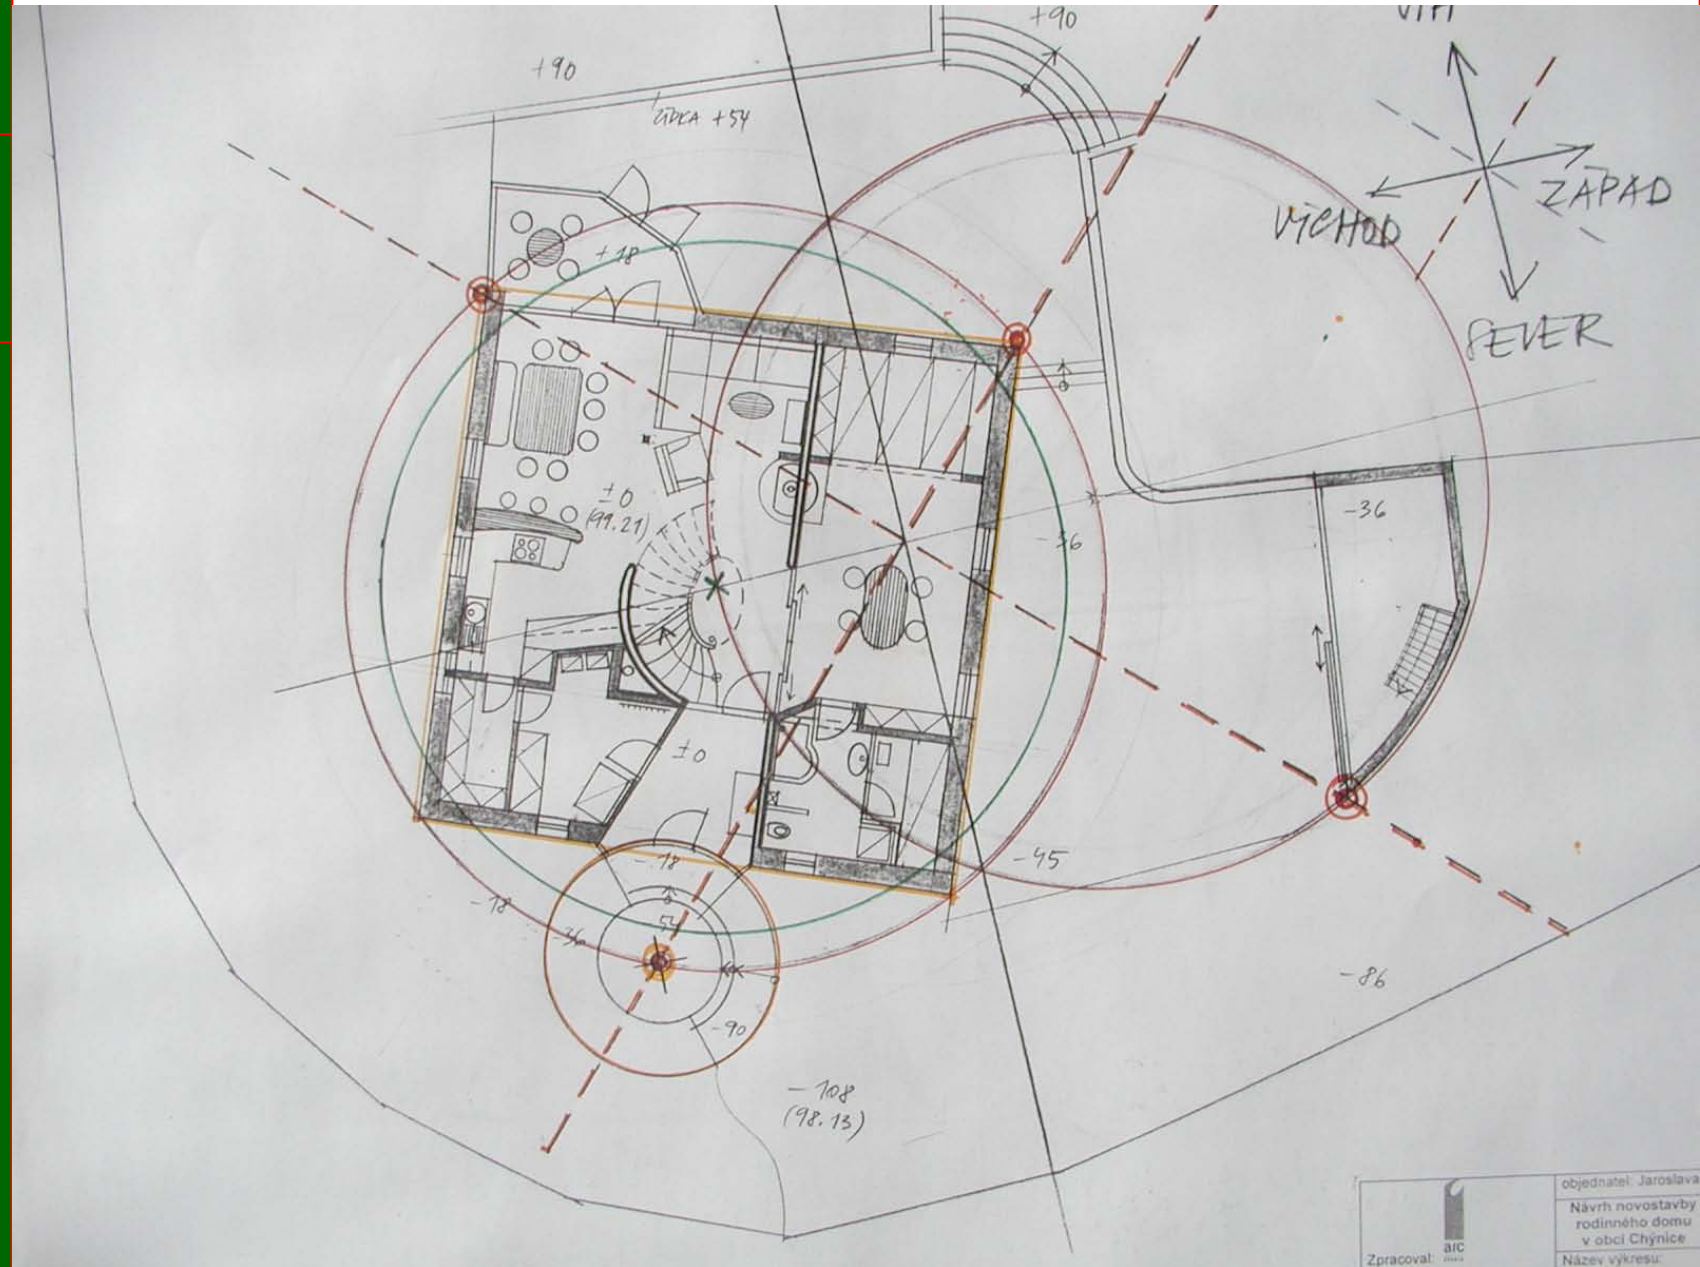 +90
+90
ZÍDKA +54
ZÁPAD
VÝCHOD
+18
SEVER
±0
(99.21)
-36
-36
±0
-18
-45
-18
-36
54
-86
-90
-108
(98.13)
objednatel: Jaroslava
Návrh novostavby
rodinného domu
v obci Chýnice
arc
Zpracoval:
Název výkresu: